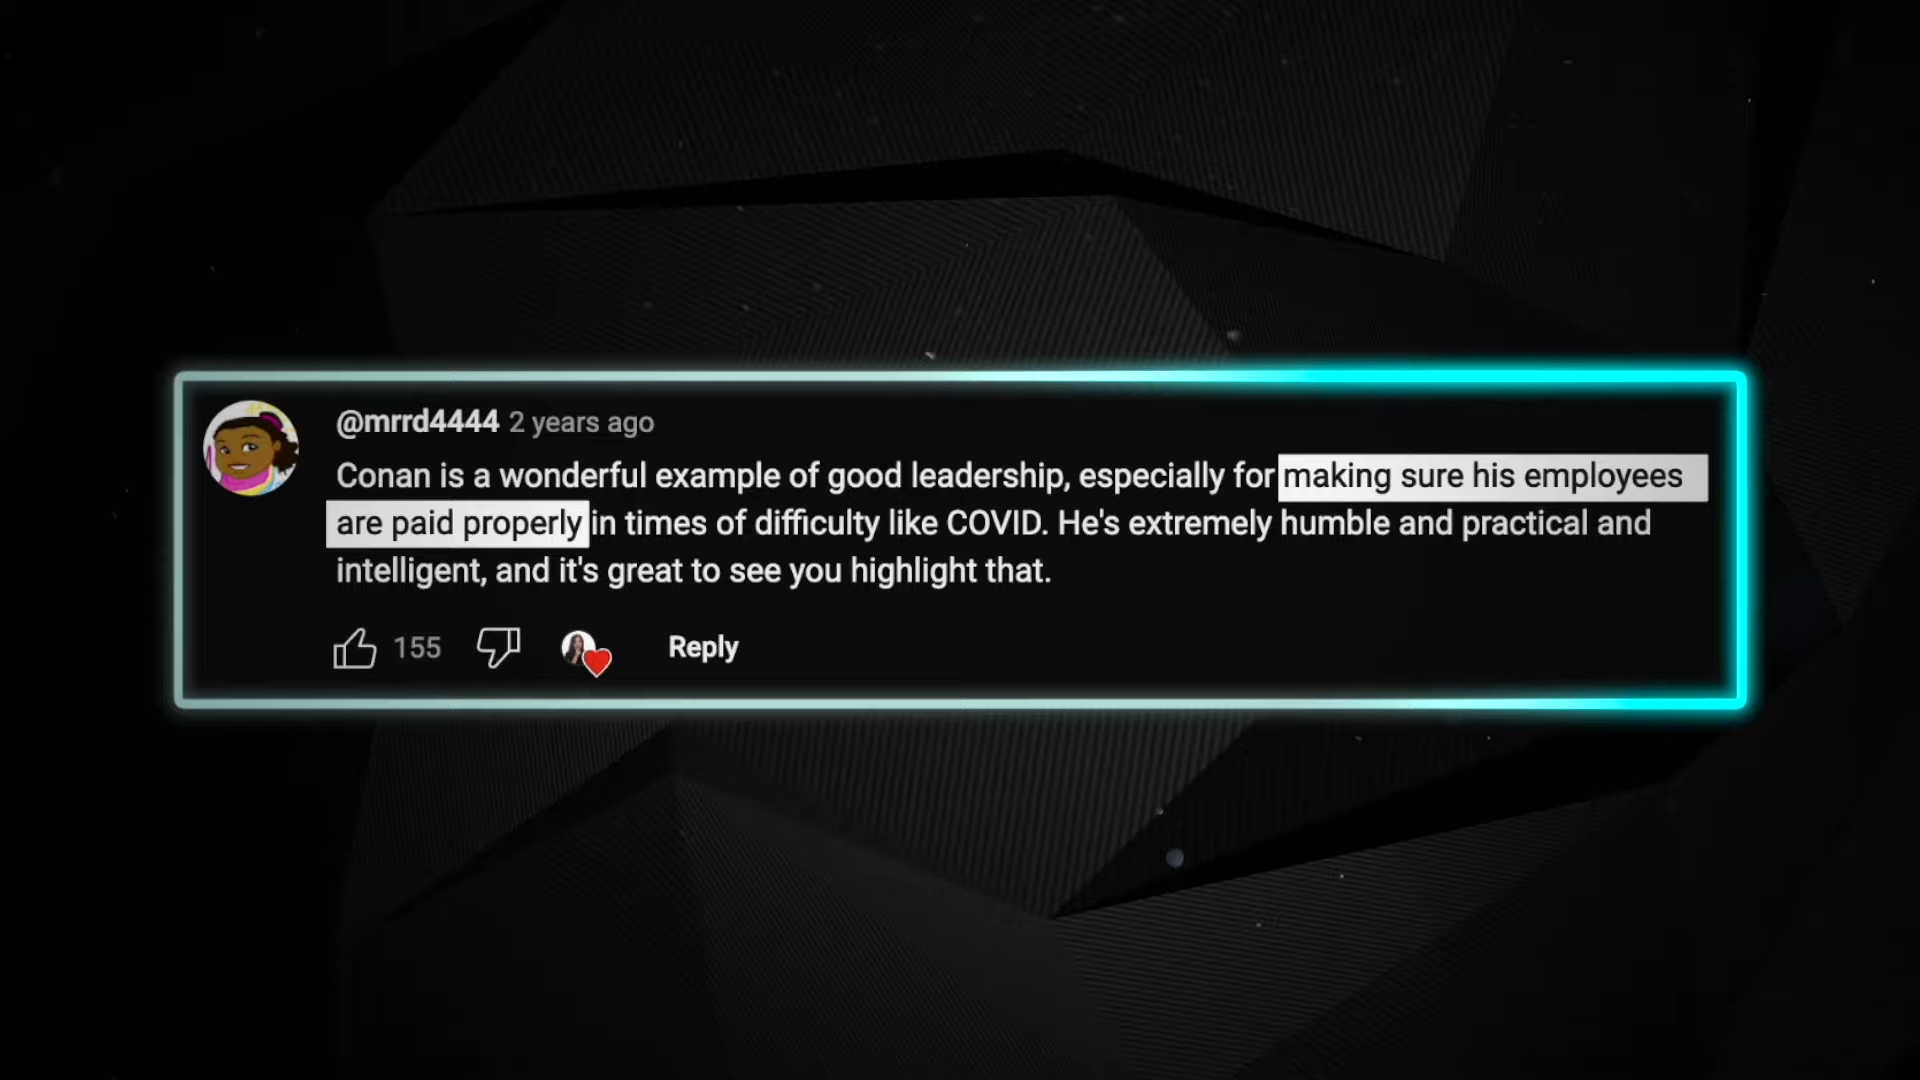 @mrrd4444 2 years ago
Conan is a wonderful example of good leadership, especially for making sure his employees
are paid properly in times of difficulty like COVID. He's extremely humble and practical and
intelligent, and it's great to see you highlight that.
155 Reply